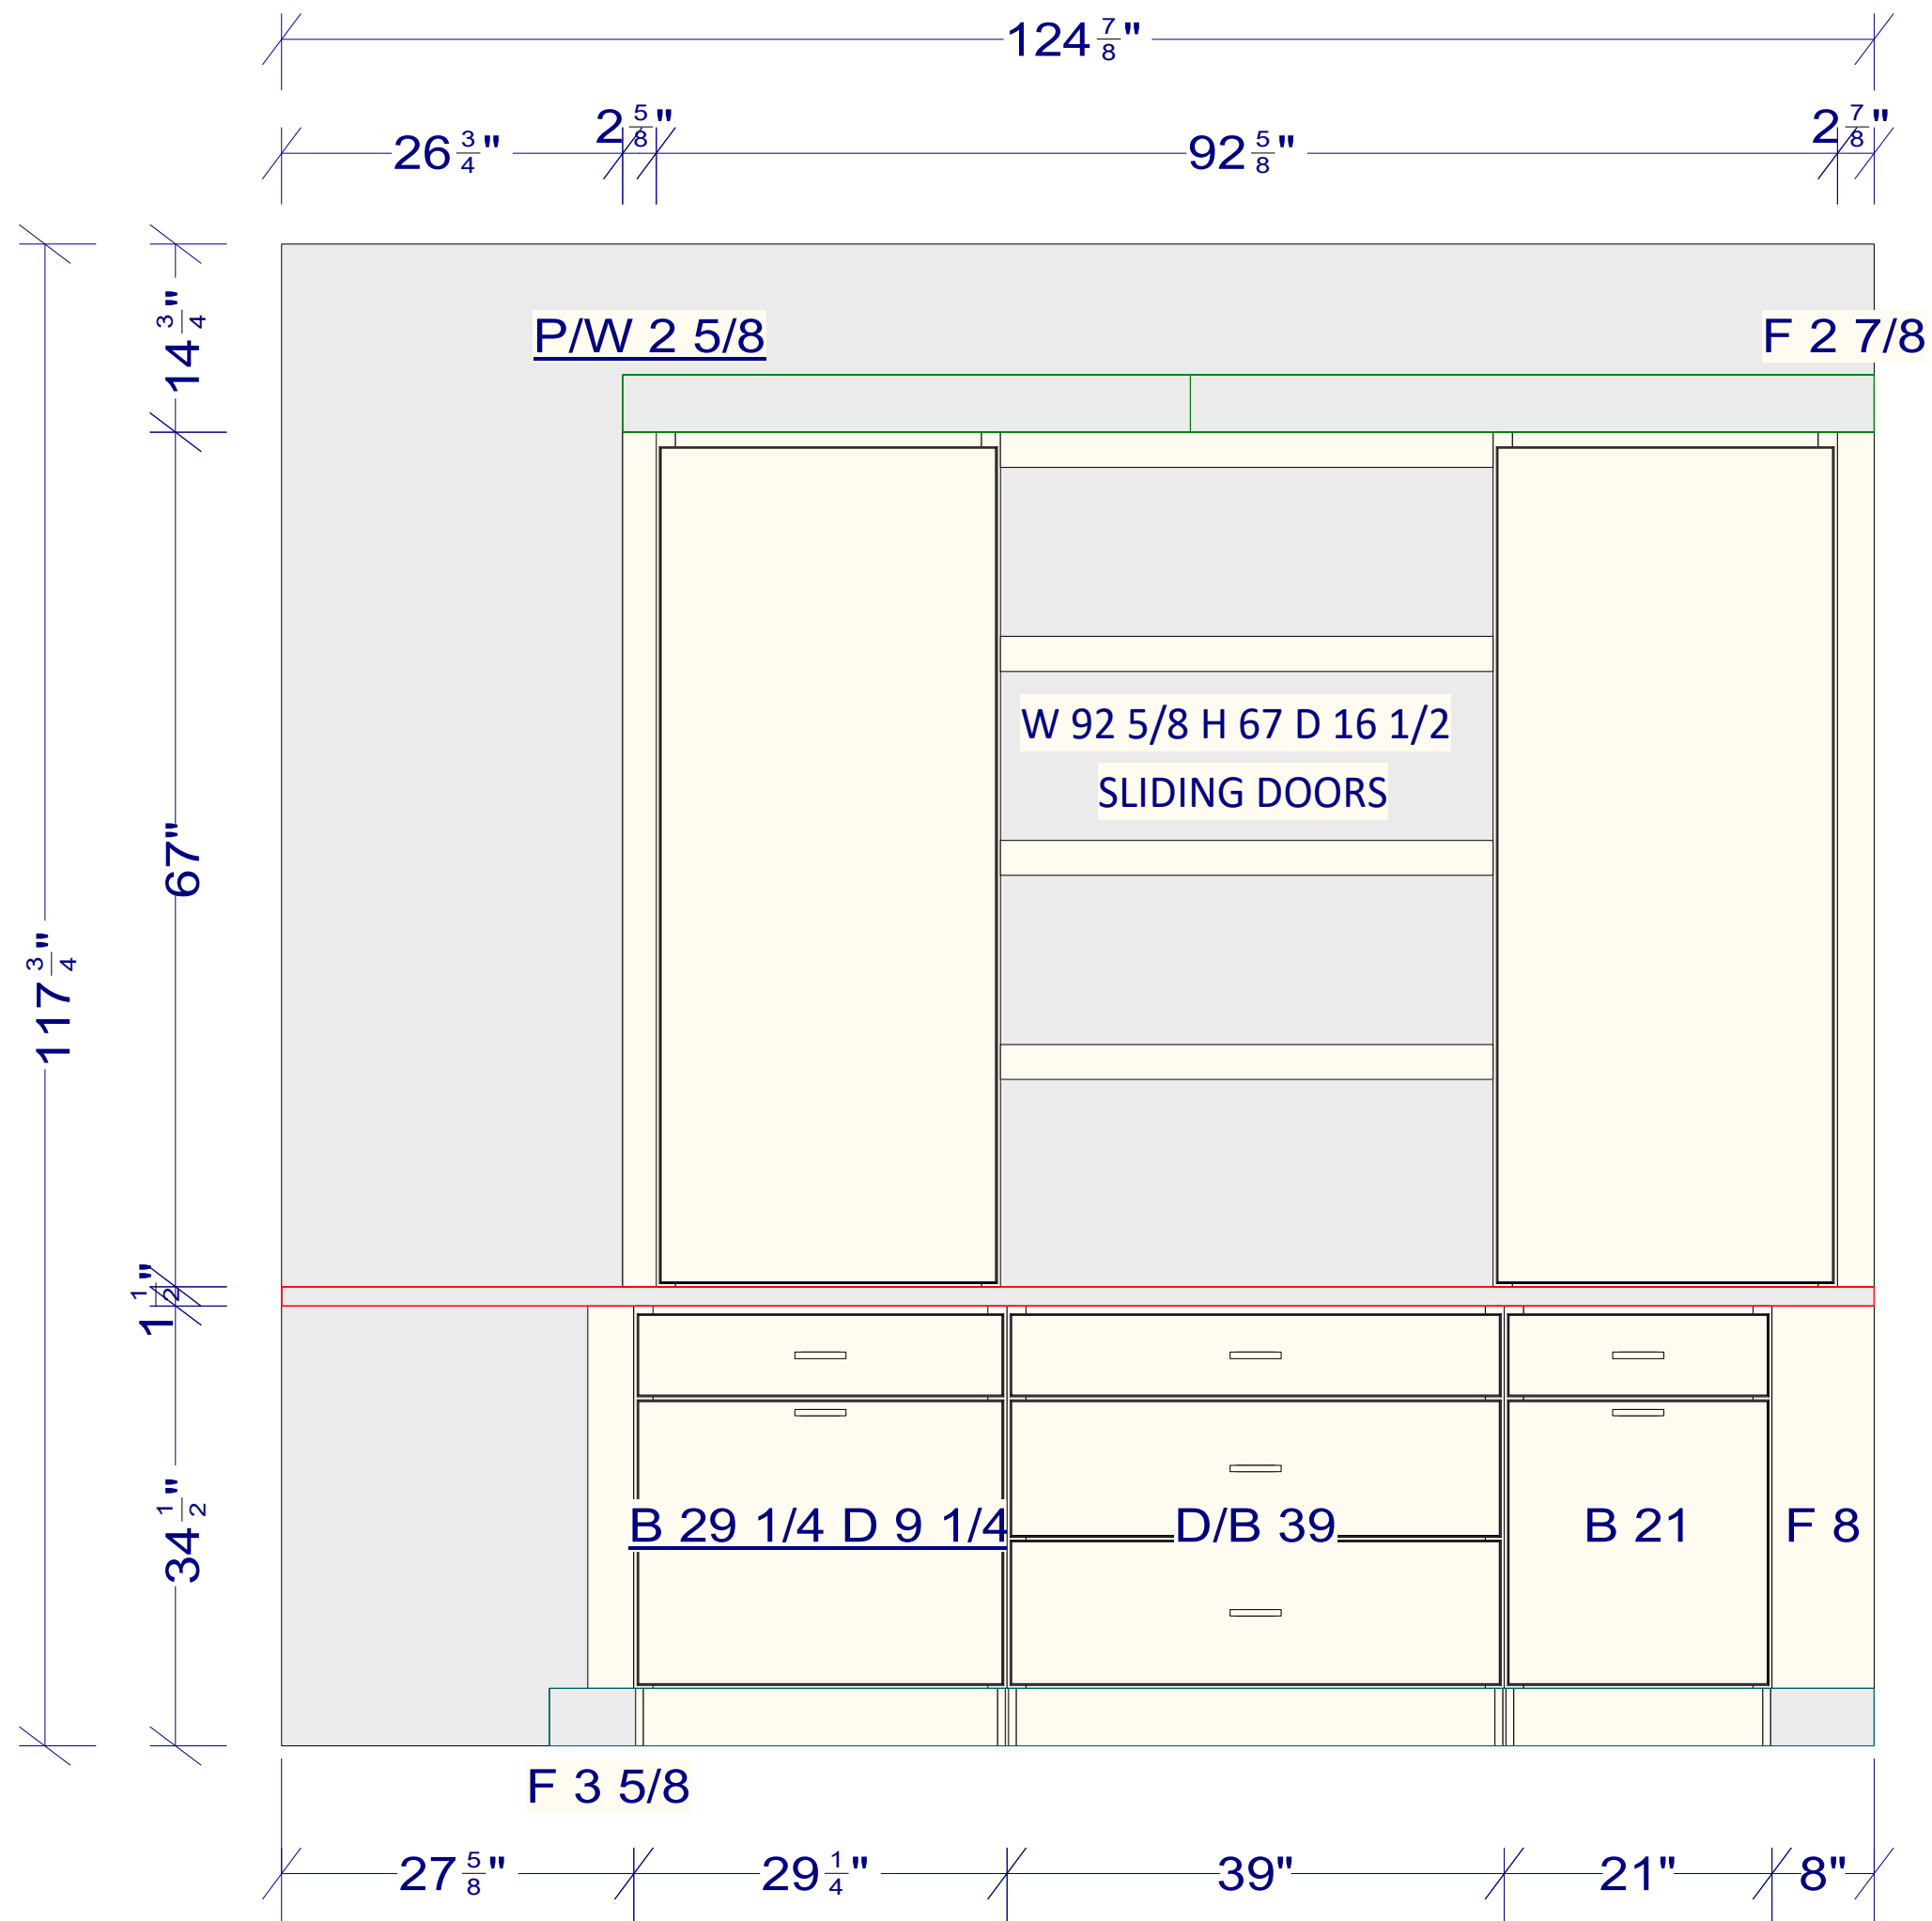 124 7/8"
26 3/4"
2 5/8"
92 5/8"
2 7/8"
14 3/4"
P/W 2 5/8
F 2 7/8
W 92 5/8 H 67 D 16 1/2
SLIDING DOORS
67"
117 3/4"
1 1/2"
34 1/2"
B 29 1/4 D 9 1/4
D/B 39
B 21
F 8
F 3 5/8
27 5/8"
29 1/4"
39"
21"
8"